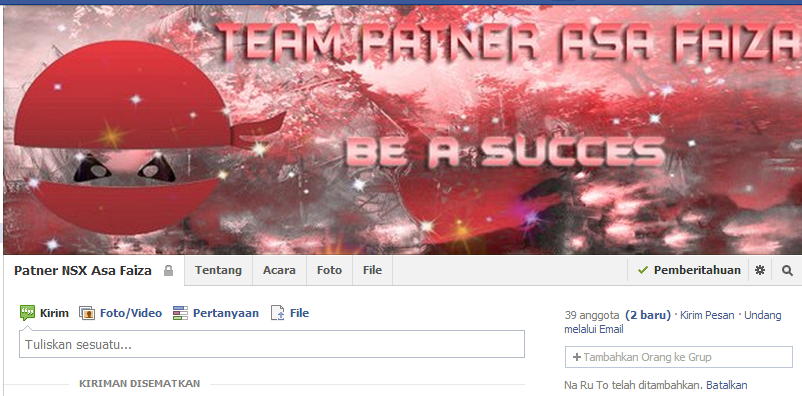 TEAM PATNER ASA FAIZA
BE A SUCCES
Patner NSX Asa Faiza Tentang Acara Foto File Pemberitahuan
Kirim Foto/Video Pertanyaan File
Tuliskan sesuatu...
KIRIMAN DISEMATKAN
39 anggota (2 baru) · Kirim Pesan · Undang
melalui Email
Tambahkan Orang ke Grup
Na Ru To telah ditambahkan. Batalkan